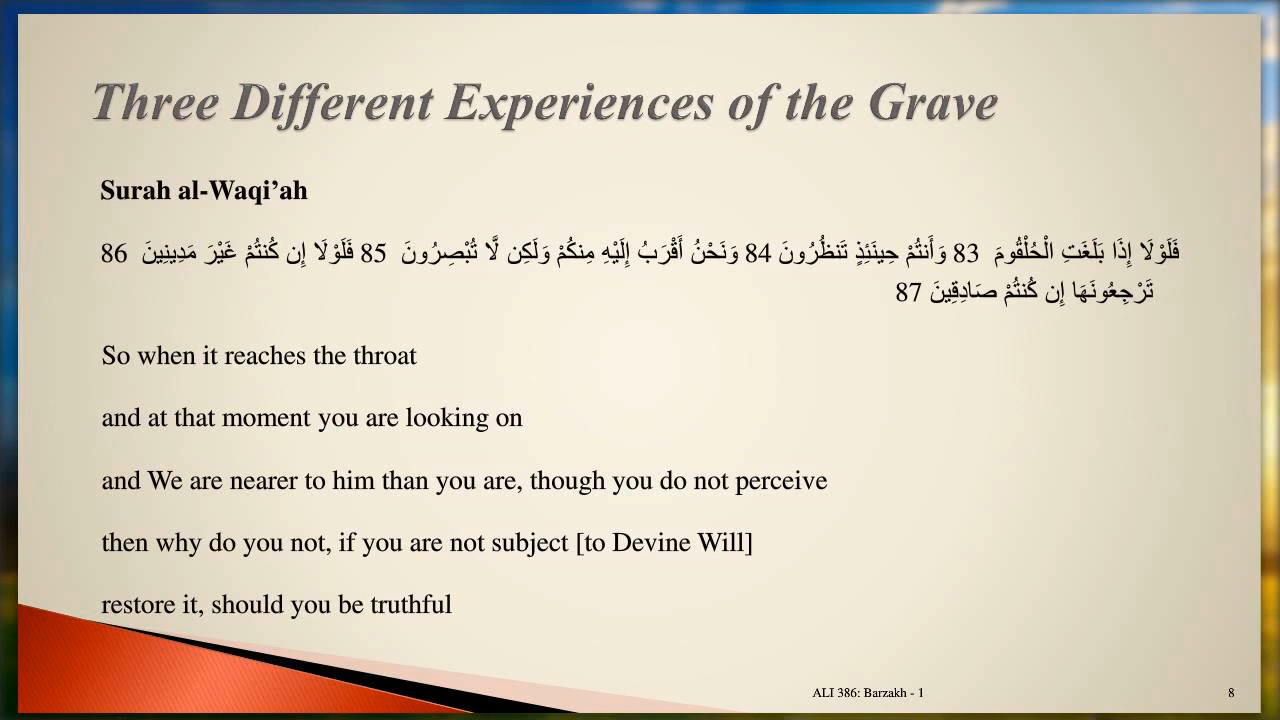 Three Different Experiences of the Grave
Surah al-Waqi’ah
فَلَوْلَا إِذَا بَلَغَتِ الْحُلْقُومَ 83 وَأَنتُمْ حِينَئِذٍ تَنظُرُونَ 84 وَنَحْنُ أَقْرَبُ إِلَيْهِ مِنكُمْ وَلَكِن لَّا تُبْصِرُونَ 85 فَلَوْلَا إِن كُنتُمْ غَيْرَ مَدِينِينَ 86
تَرْجِعُونَهَا إِن كُنتُمْ صَادِقِينَ 87
So when it reaches the throat
and at that moment you are looking on
and We are nearer to him than you are, though you do not perceive
then why do you not, if you are not subject [to Devine Will]
restore it, should you be truthful
ALI 386: Barzakh - 1
8